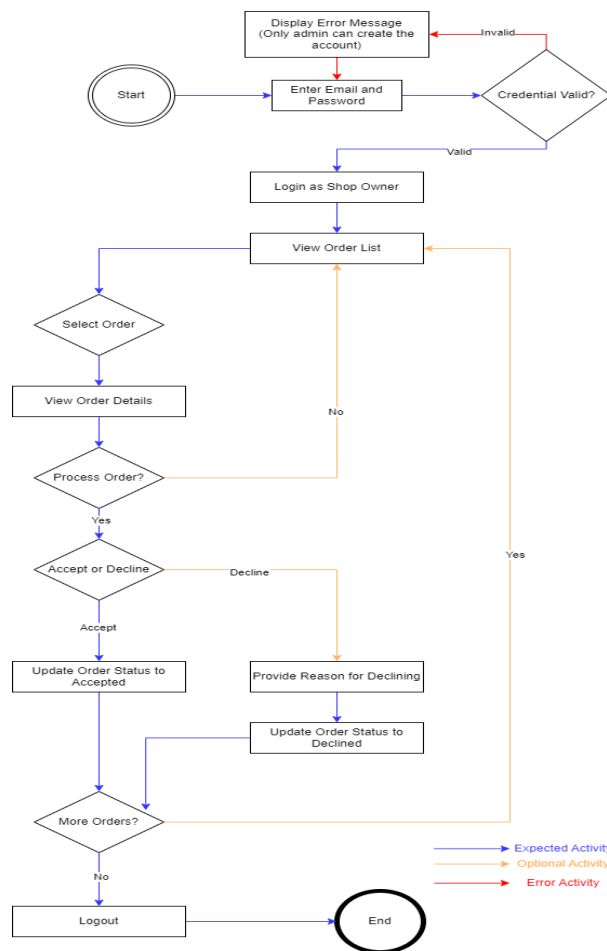 Display Error Message
(Only admin can create the
account)
Invalid
Start
Enter Email and
Password
Credential Valid?
Valid
Login as Shop Owner
View Order List
Select Order
View Order Details
No
Process Order?
Yes
Yes
Accept or Decline
Decline
Accept
Update Order Status to
Accepted
Provide Reason for Declining
Update Order Status to
Declined
More Orders?
Expected Activity
Optional Activity
No
Error Activity
Logout
End